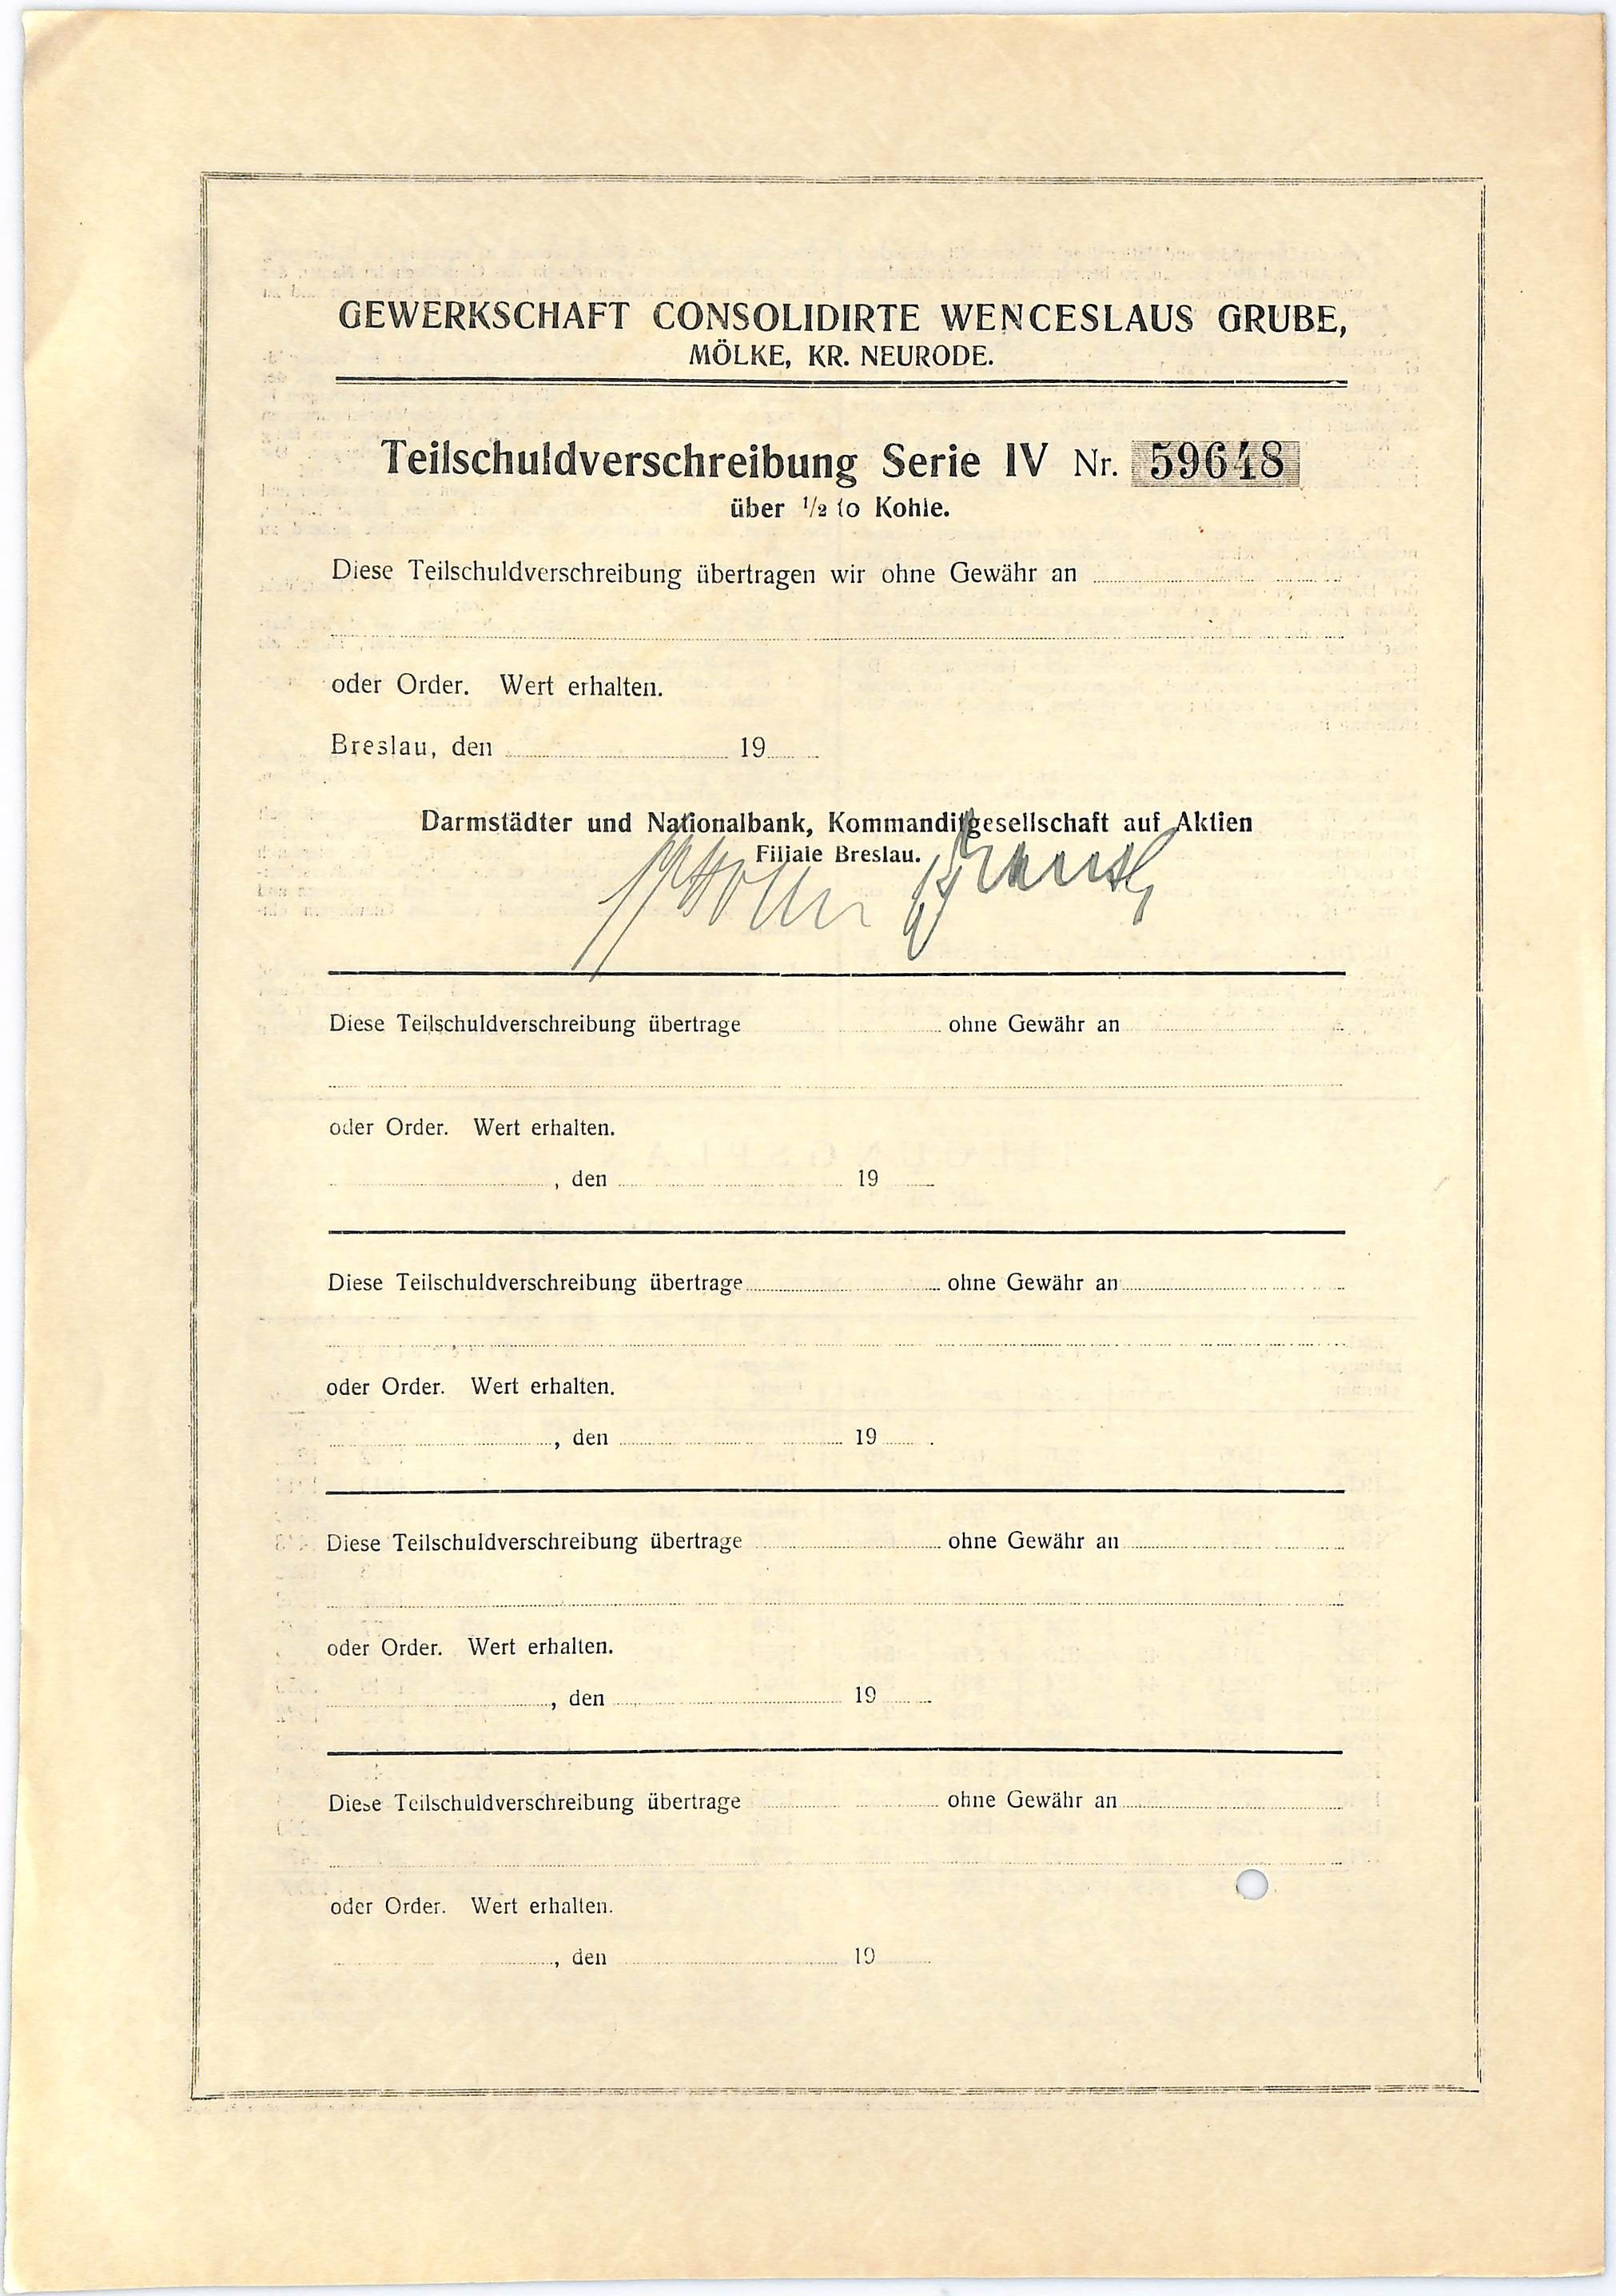 GEWERKSCHAFT CONSOLIDIRTE WENCESLAUS GRUBE,
MÖLKE, KR. NEURODE.
Teilschuldverschreibung Serie IV Nr. 59648
über ½ to Kohle.
Diese Teilschuldverschreibung übertragen wir ohne Gewähr an
oder Order. Wert erhalten.
Breslau, den 19
Darmstädter und Nationalbank, Kommanditgesellschaft auf Aktien
Filiale Breslau.
Diese Teilschuldverschreibung übertrage ohne Gewähr an
oder Order. Wert erhalten.
, den 19
Diese Teilschuldverschreibung übertrage ohne Gewähr an
oder Order. Wert erhalten.
, den 19
Diese Teilschuldverschreibung übertrage ohne Gewähr an
oder Order. Wert erhalten.
, den 19
Diese Teilschuldverschreibung übertrage ohne Gewähr an
oder Order. Wert erhalten.
, den 19